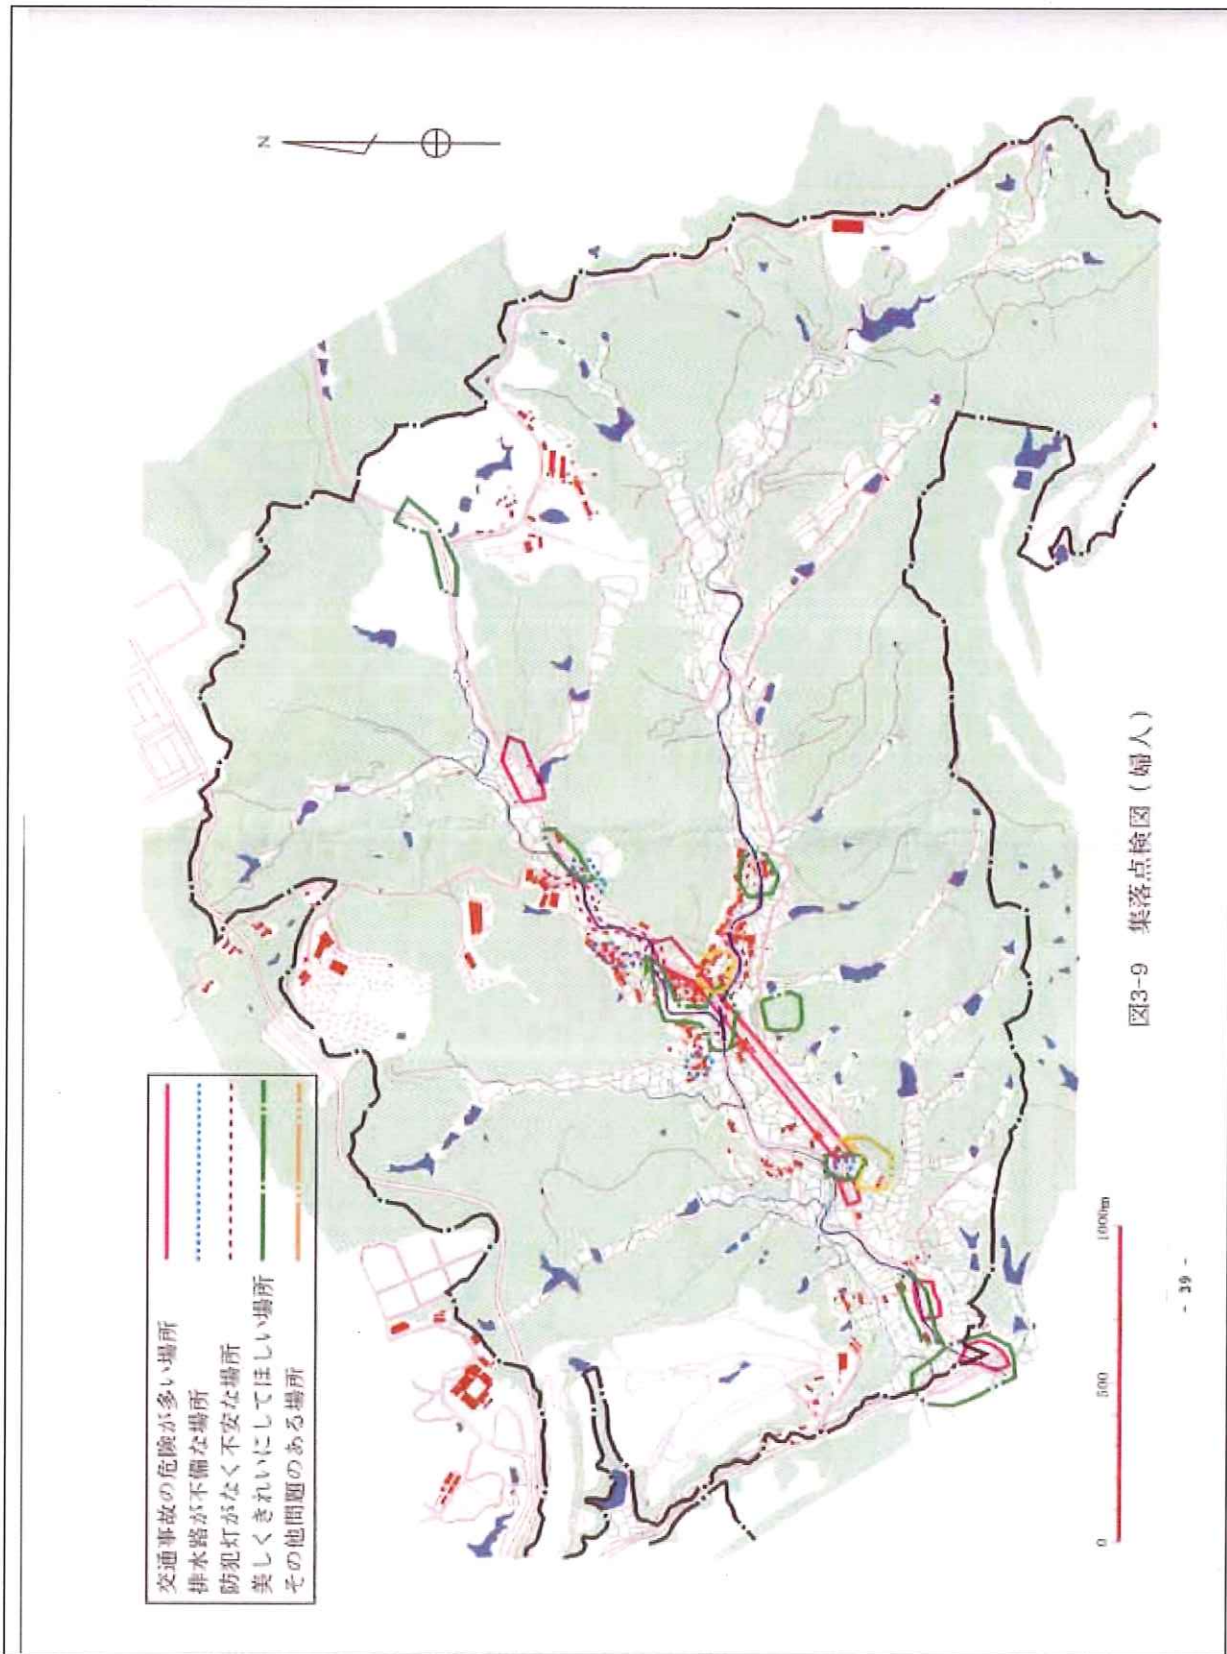 N
交通事故の危険が多い場所
排水路が不備な場所
防犯灯がなく不安な場所
美しくきれいにしてほしい場所
その他問題のある場所
0
500
1000m
図3-9 集落点検図(婦人)
- 39 -